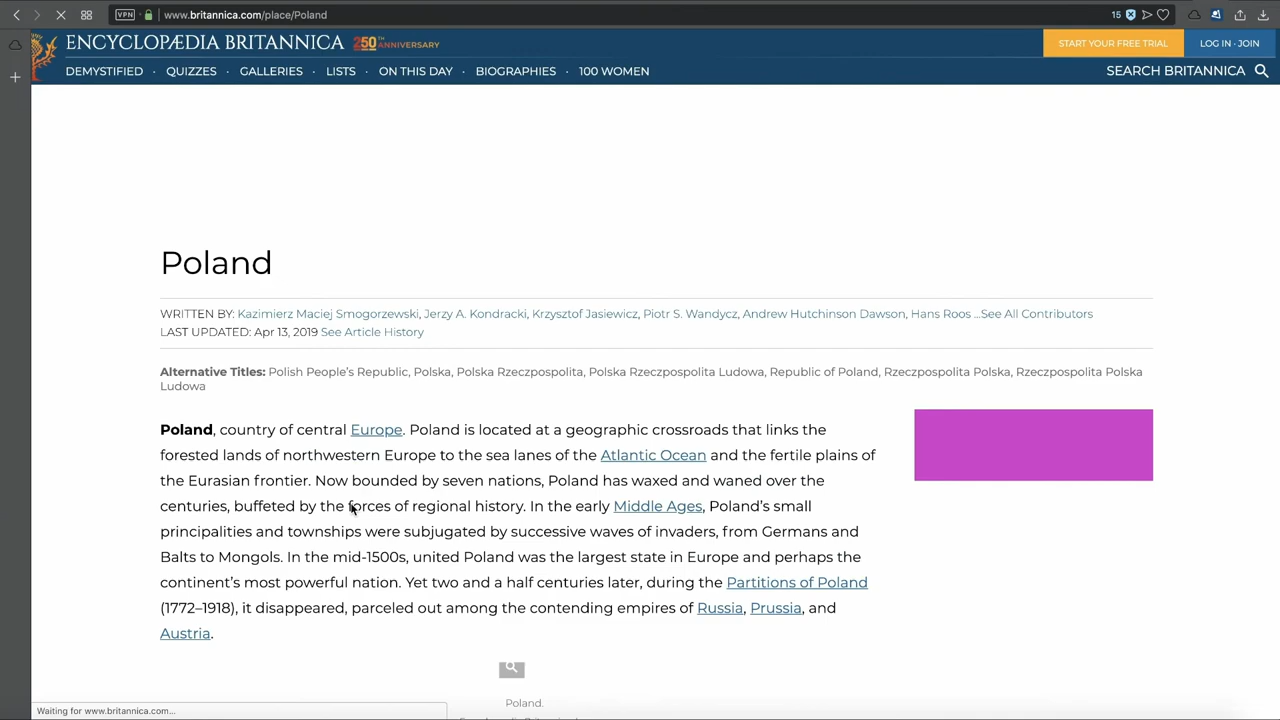 VPN www.britannica.com/place/Poland 15
ENCYCLOPÆDIA BRITANNICA 250TH ANNIVERSARY START YOUR FREE TRIAL LOG IN · JOIN
DEMYSTIFIED · QUIZZES · GALLERIES · LISTS · ON THIS DAY · BIOGRAPHIES · 100 WOMEN SEARCH BRITANNICA
Poland
WRITTEN BY: Kazimierz Maciej Smogorzewski, Jerzy A. Kondracki, Krzysztof Jasiewicz, Piotr S. Wandycz, Andrew Hutchinson Dawson, Hans Roos ...See All Contributors
LAST UPDATED: Apr 13, 2019 See Article History
Alternative Titles: Polish People's Republic, Polska, Polska Rzeczpospolita, Polska Rzeczpospolita Ludowa, Republic of Poland, Rzeczpospolita Polska, Rzeczpospolita Polska
Ludowa
Poland, country of central Europe. Poland is located at a geographic crossroads that links the
forested lands of northwestern Europe to the sea lanes of the Atlantic Ocean and the fertile plains of
the Eurasian frontier. Now bounded by seven nations, Poland has waxed and waned over the
centuries, buffeted by the forces of regional history. In the early Middle Ages, Poland's small
principalities and townships were subjugated by successive waves of invaders, from Germans and
Balts to Mongols. In the mid-1500s, united Poland was the largest state in Europe and perhaps the
continent's most powerful nation. Yet two and a half centuries later, during the Partitions of Poland
(1772–1918), it disappeared, parceled out among the contending empires of Russia, Prussia, and
Austria.
Poland.
Waiting for www.britannica.com...